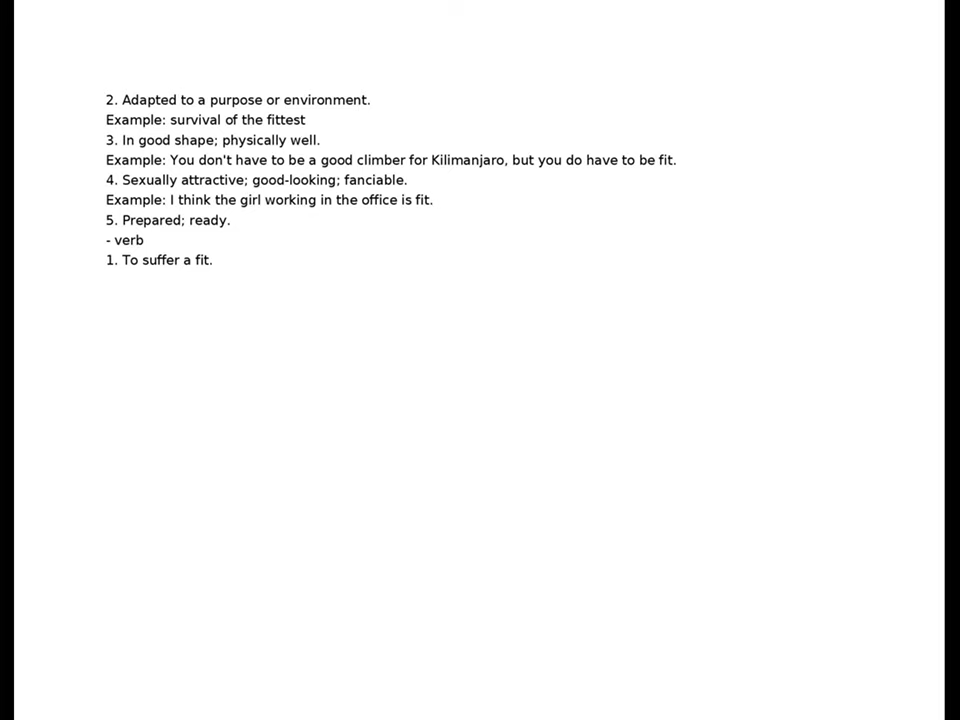 2. Adapted to a purpose or environment.
Example: survival of the fittest
3. In good shape; physically well.
Example: You don't have to be a good climber for Kilimanjaro, but you do have to be fit.
4. Sexually attractive; good-looking; fanciable.
Example: I think the girl working in the office is fit.
5. Prepared; ready.
- verb
1. To suffer a fit.